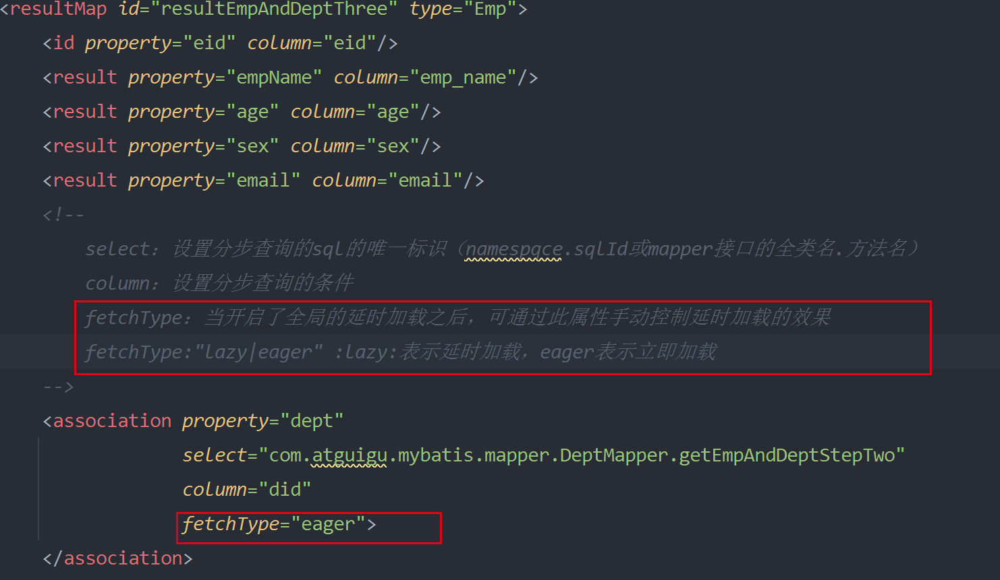 <resultMap id="resultEmpAndDeptThree" type="Emp">
<id property="eid" column="eid"/>
<result property="empName" column="emp_name"/>
<result property="age" column="age"/>
<result property="sex" column="sex"/>
<result property="email" column="email"/>
<!--
select：设置分步查询的sql的唯一标识（namespace.sqlId或mapper接口的全类名.方法名）
column：设置分步查询的条件
fetchType：当开启了全局的延时加载之后，可通过此属性手动控制延时加载的效果
fetchType:"lazy|eager" :lazy:表示延时加载，eager表示立即加载
-->
<association property="dept"
select="com.atguigu.mybatis.mapper.DeptMapper.getEmpAndDeptStepTwo"
column="did"
fetchType="eager">
</association>